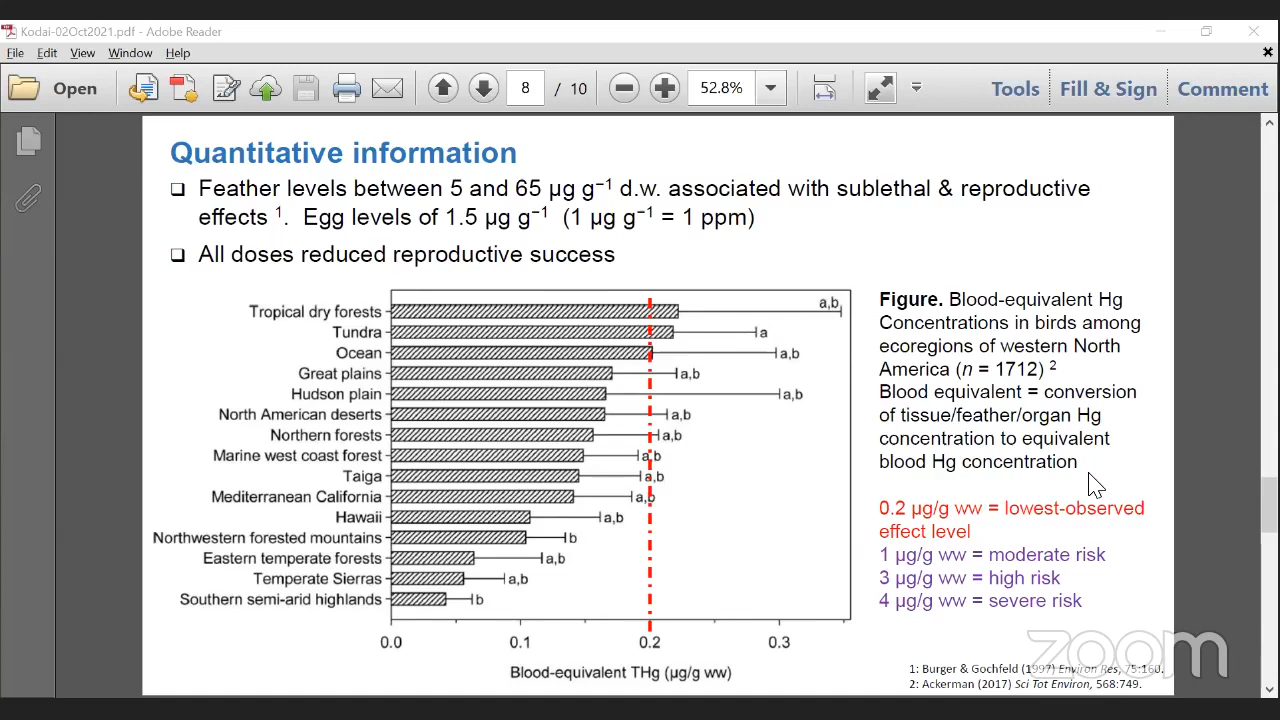 Kodai-02Oct2021.pdf - Adobe Reader
File Edit View Window Help
Open 8 / 10 52.8% Tools Fill & Sign Comment
Quantitative information
❑ Feather levels between 5 and 65 µg g⁻¹ d.w. associated with sublethal & reproductive
effects ¹. Egg levels of 1.5 µg g⁻¹ (1 µg g⁻¹ = 1 ppm)
❑ All doses reduced reproductive success
Tropical dry forests a,b
Tundra a
Ocean a,b
Great plains a,b
Hudson plain a,b
North American deserts a,b
Northern forests a,b
Marine west coast forest a,b
Taiga a,b
Mediterranean California a,b
Hawaii a,b
Northwestern forested mountains b
Eastern temperate forests a,b
Temperate Sierras a,b
Southern semi-arid highlands b
0.0 0.1 0.2 0.3
Blood-equivalent THg (µg/g ww)
Figure. Blood-equivalent Hg
Concentrations in birds among
ecoregions of western North
America (n = 1712) ²
Blood equivalent = conversion
of tissue/feather/organ Hg
concentration to equivalent
blood Hg concentration
0.2 µg/g ww = lowest-observed
effect level
1 µg/g ww = moderate risk
3 µg/g ww = high risk
4 µg/g ww = severe risk
zoom
1: Burger & Gochfeld (1997) Environ Res, 75:160.
2: Ackerman (2017) Sci Tot Environ, 568:749.